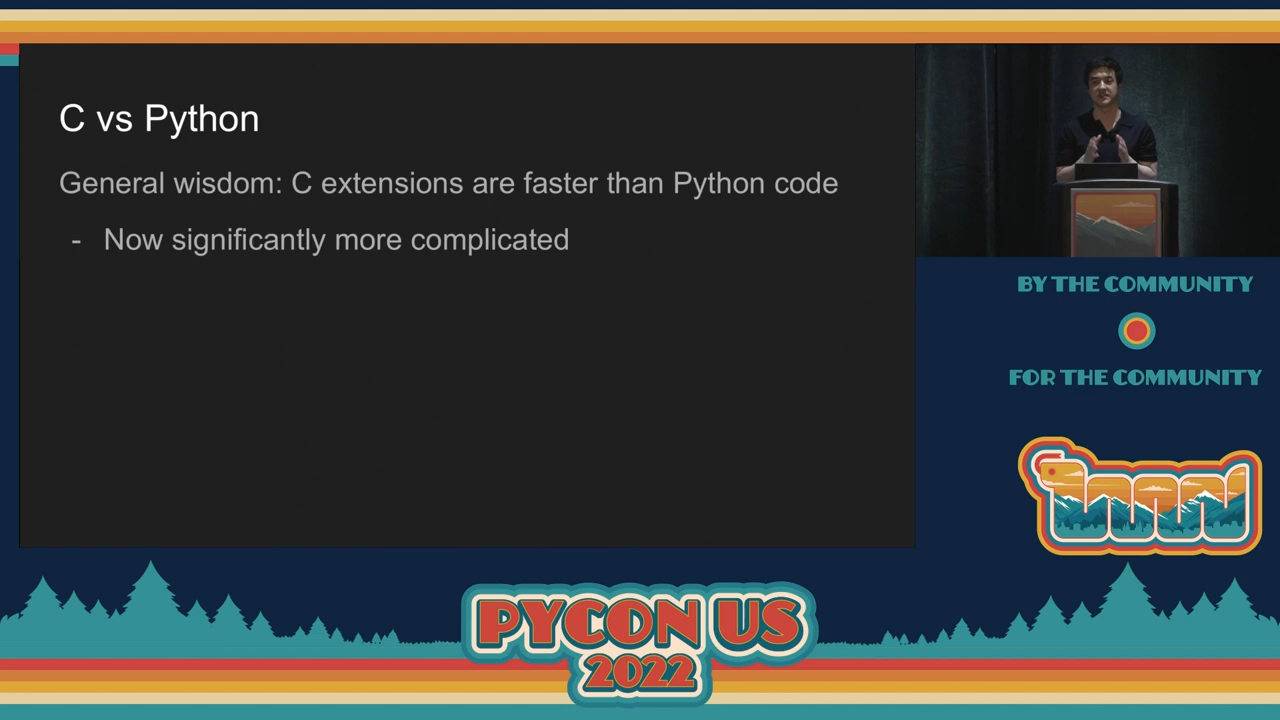 C vs Python
General wisdom: C extensions are faster than Python code
- Now significantly more complicated
BY THE COMMUNITY
FOR THE COMMUNITY
PYCON US
2022